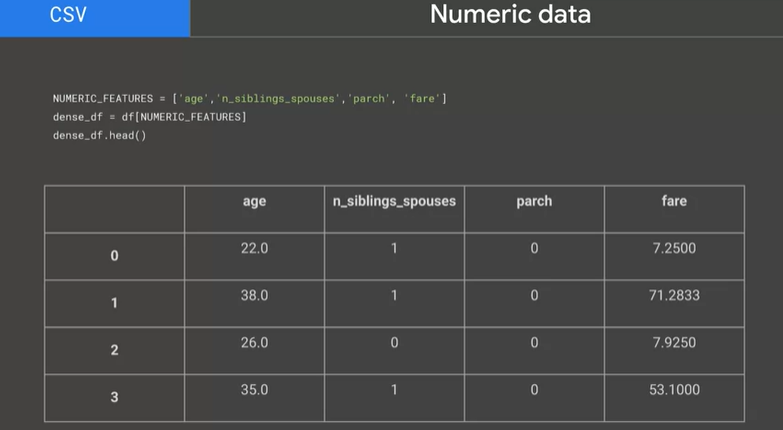 CSV
Numeric data
NUMERIC_FEATURES = ['age','n_siblings_spouses','parch', 'fare']
dense_df = df[NUMERIC_FEATURES]
dense_df.head()
age n_siblings_spouses parch fare
0 22.0 1 0 7.2500
1 38.0 1 0 71.2833
2 26.0 0 0 7.9250
3 35.0 1 0 53.1000